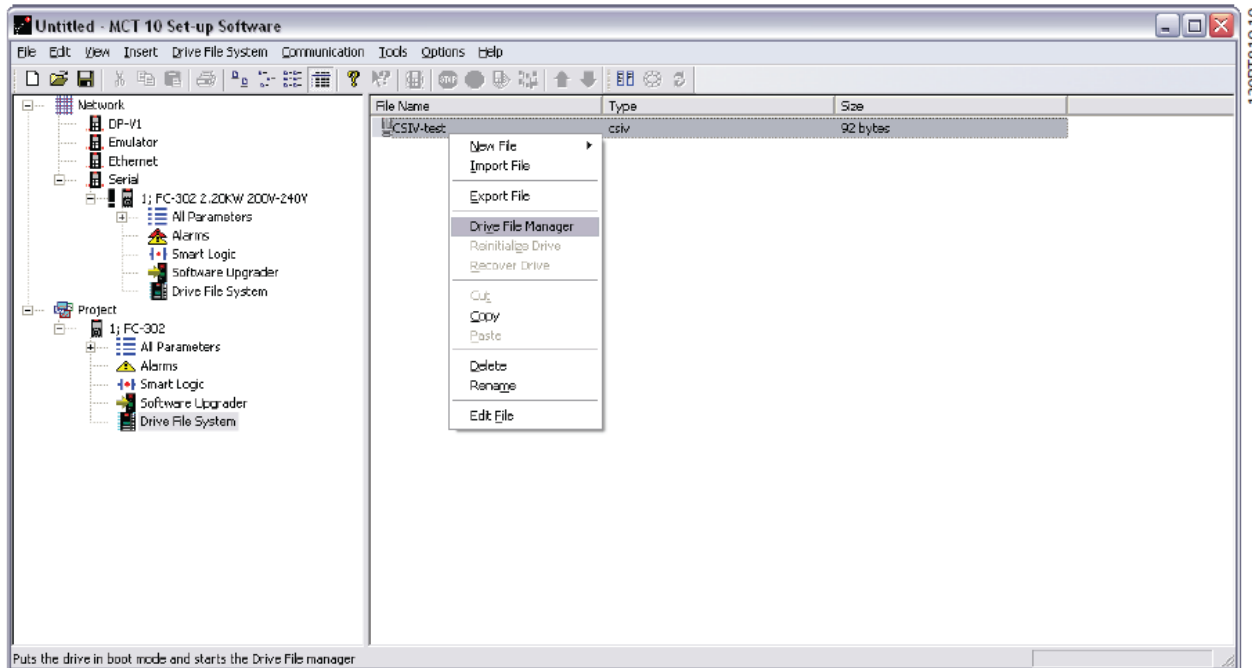 Untitled - MCT 10 Set-up Software
File Edit View Insert Drive File System Communication Tools Options Help
Network
DP-V1
Emulator
Ethernet
Serial
1; FC-302 2.20KW 200V-240V
All Parameters
Alarms
Smart Logic
Software Upgrader
Drive File System
Project
1; FC-302
All Parameters
Alarms
Smart Logic
Software Upgrader
Drive File System
File Name Type Size
CSIV-test csiv 92 bytes
New File
Import File
Export File
Drive File Manager
Reinitialize Drive
Recover Drive
Cut
Copy
Paste
Delete
Rename
Edit File
Puts the drive in boot mode and starts the Drive File manager